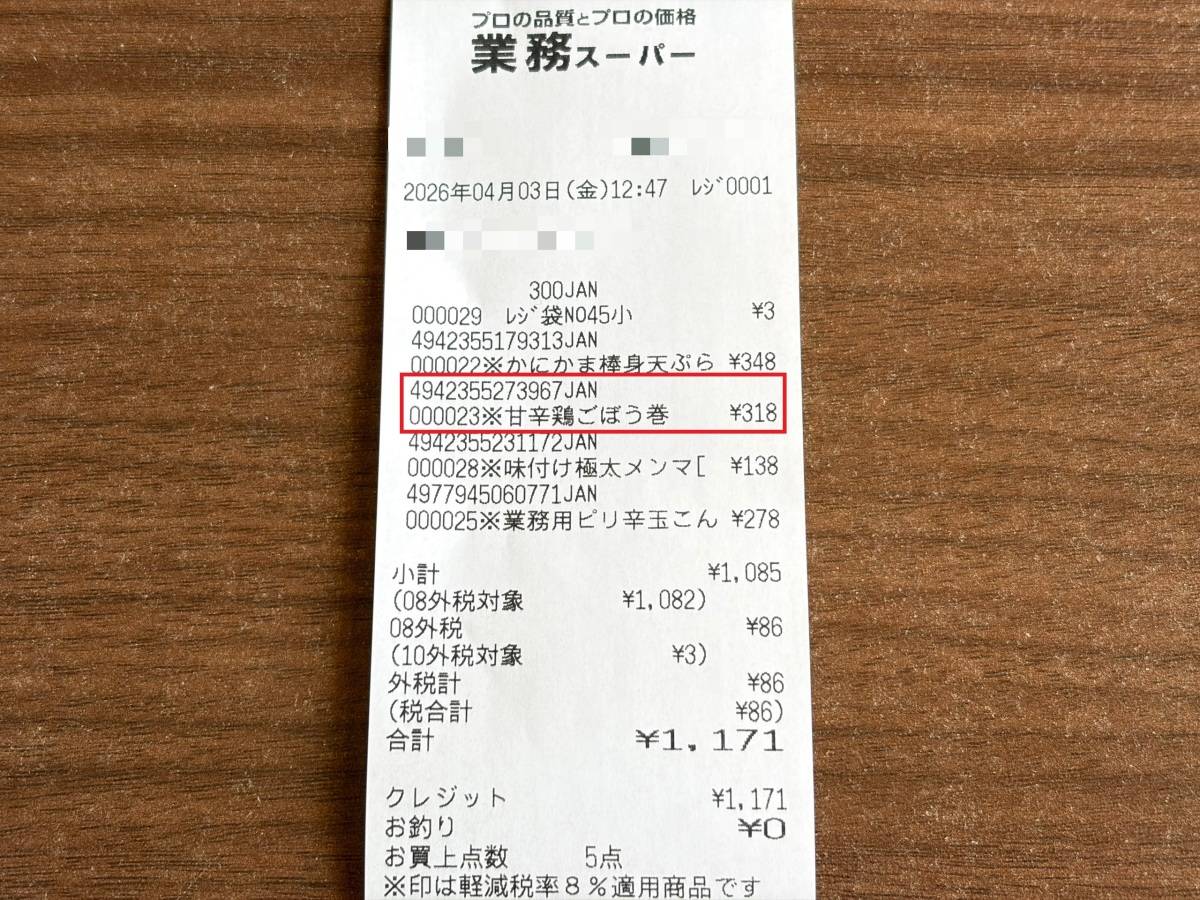 プロの品質とプロの価格
業務スーパー
2026年04月03日(金)12:47 ﾚｼﾞ0001
300JAN
000029 ﾚｼﾞ袋NO45小 ¥3
4942355179313JAN
000022※かにかま棒身天ぷら ¥348
4942355273967JAN
000023※甘辛鶏ごぼう巻 ¥318
4942355231172JAN
000028※味付け極太メンマ[ ¥138
4977945060771JAN
000025※業務用ピリ辛玉こん ¥278
小計 ¥1,085
(08外税対象 ¥1,082)
08外税 ¥86
(10外税対象 ¥3)
外税計 ¥86
(税合計 ¥86)
合計 ¥1,171
クレジット ¥1,171
お釣り ¥0
お買上点数 5点
※印は軽減税率8%適用商品です